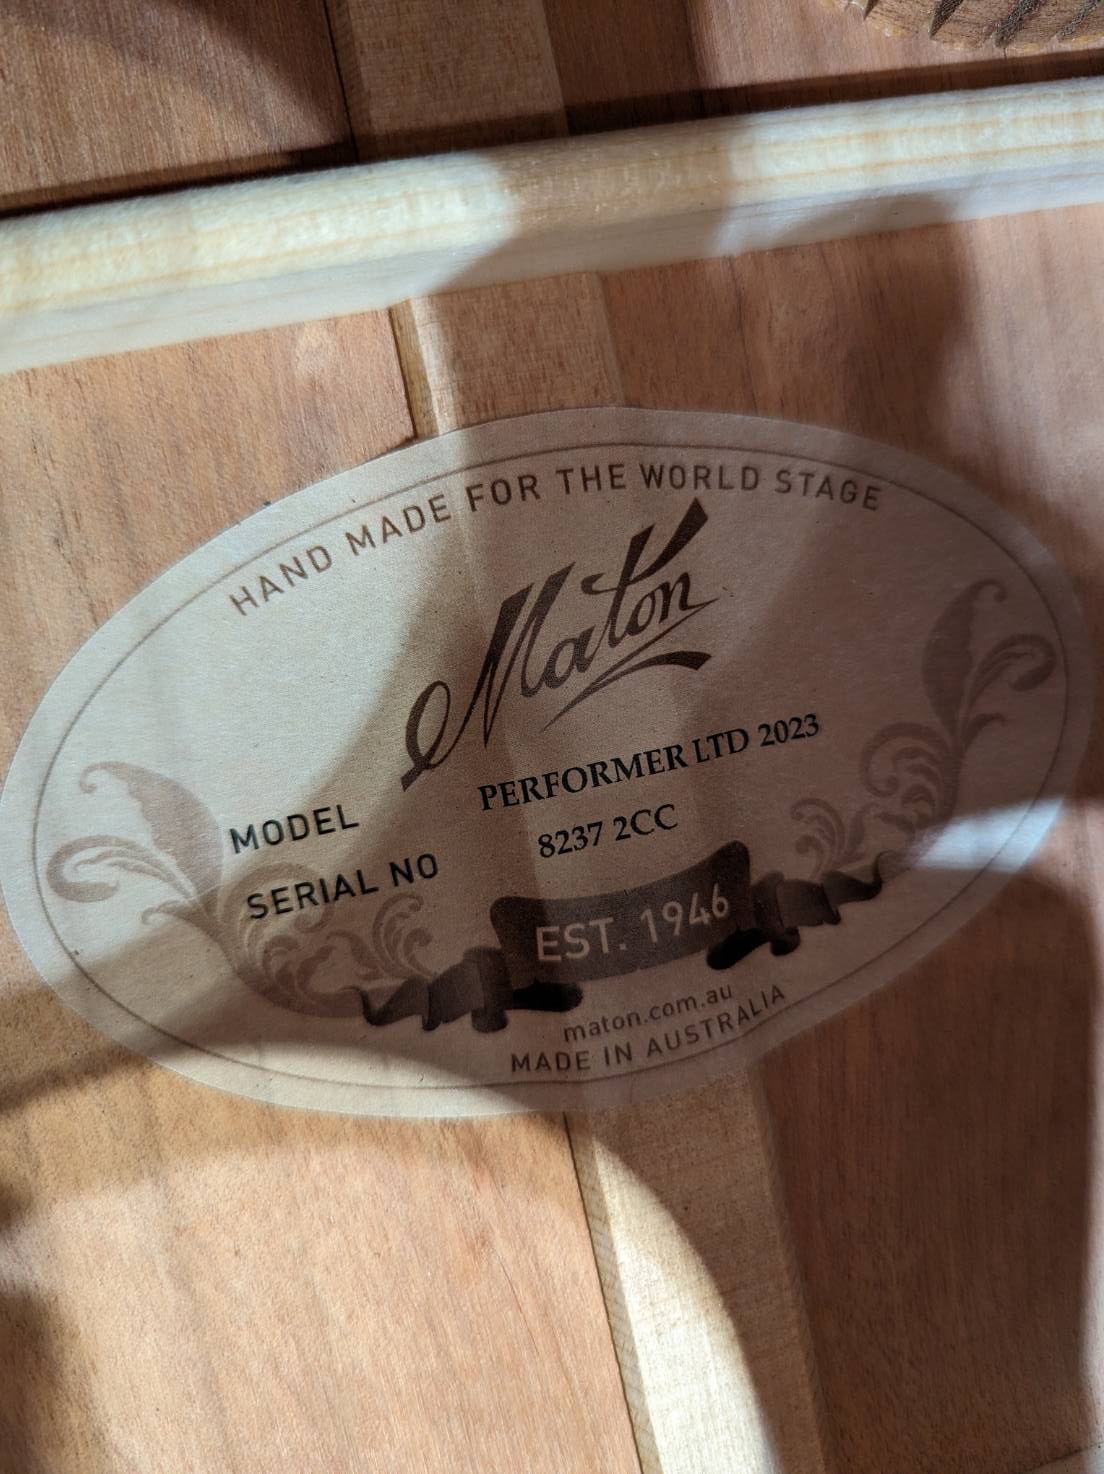 HAND MADE FOR THE WORLD STAGE
Maton
MODEL PERFORMER LTD 2023
SERIAL NO 8237 2CC
EST. 1946
maton.com.au
MADE IN AUSTRALIA